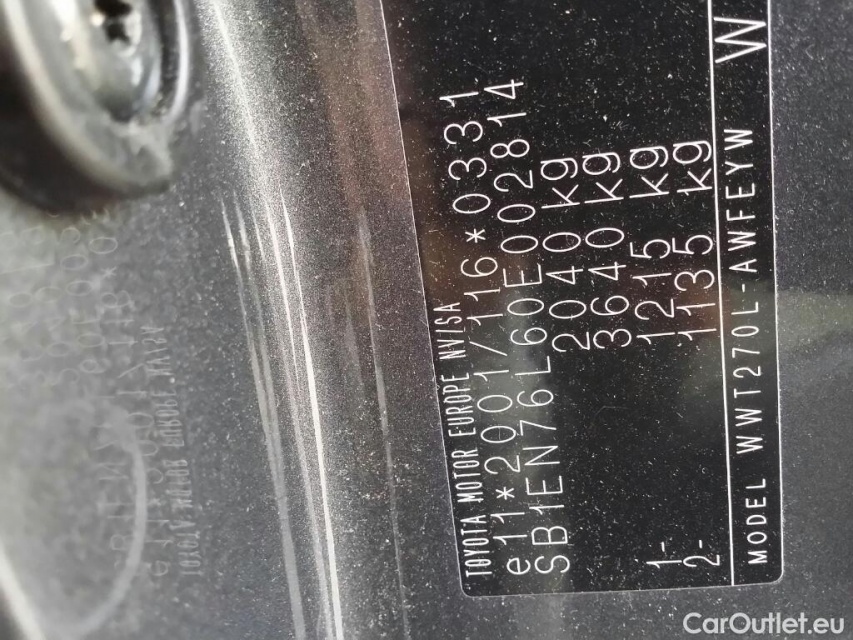 TOYOTA MOTOR EUROPE NV/SA
e11*2001/116*0331
SB1EN76L60E002814
2040 kg
3640 kg
1- 1215 kg
2- 1135 kg
MODEL WWT270L-AWFEYW W
CarOutlet.eu